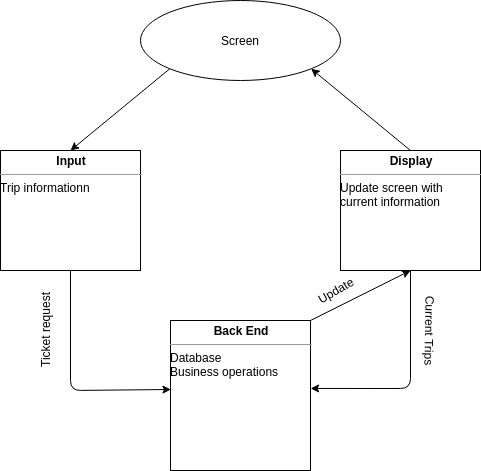 Screen
Input
Trip informationn
Display
Update screen with
current information
Ticket request
Update
Current Trips
Back End
Database
Business operations